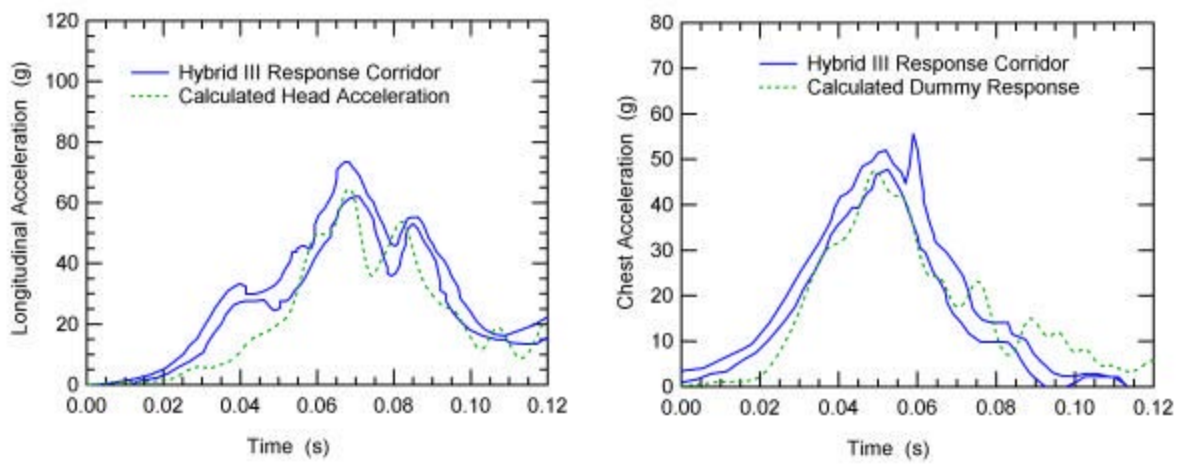 120
100
80
60
40
20
0
Longitudinal Acceleration (g)
Hybrid III Response Corridor
Calculated Head Acceleration
0.00 0.02 0.04 0.06 0.08 0.10 0.12
Time (s)
80
70
60
50
40
30
20
10
0
Chest Acceleration (g)
Hybrid III Response Corridor
Calculated Dummy Response
0.00 0.02 0.04 0.06 0.08 0.10 0.12
Time (s)